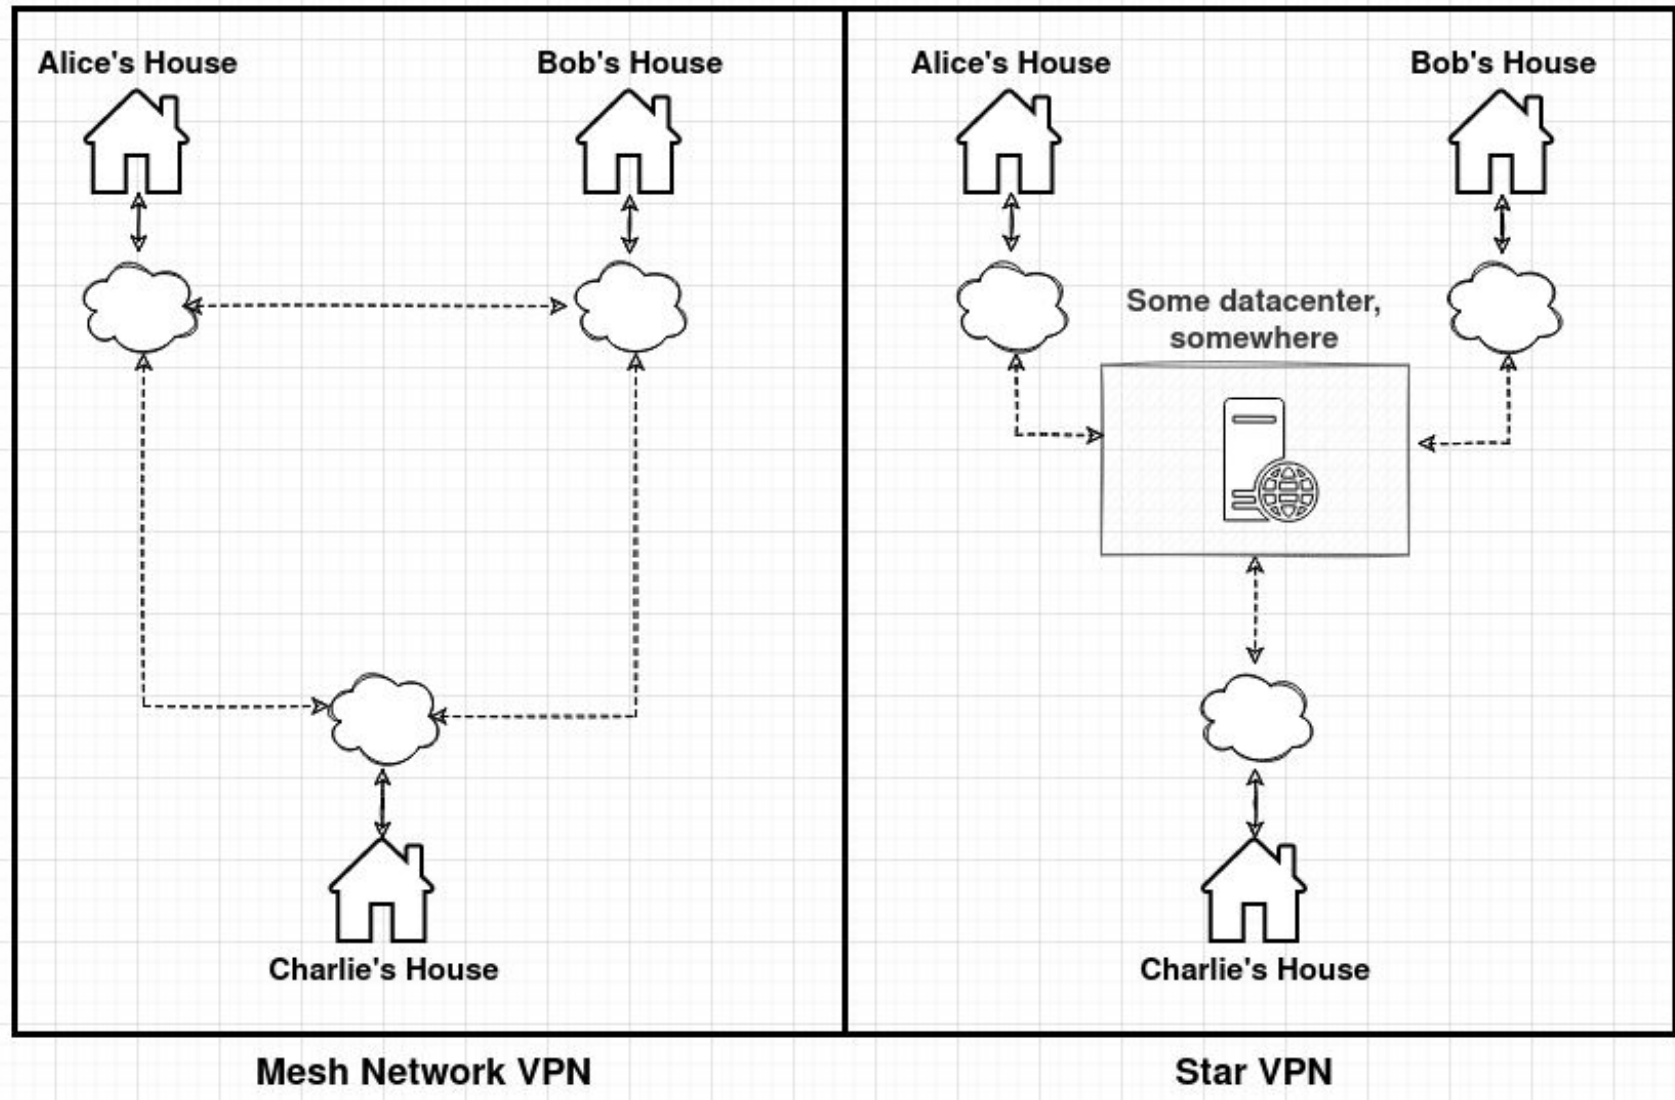 Alice's House
Bob's House
Charlie's House
Mesh Network VPN
Alice's House
Bob's House
Some datacenter,
somewhere
Charlie's House
Star VPN